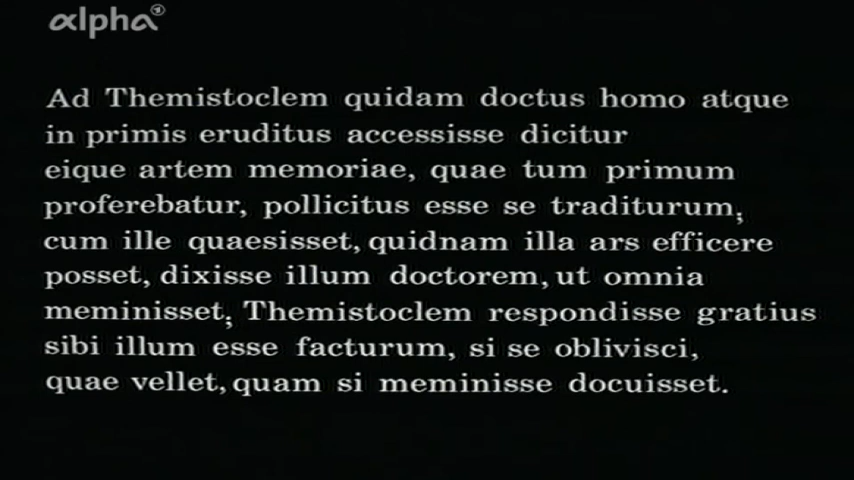 alpha
Ad Themistoclem quidam doctus homo atque
in primis eruditus accessisse dicitur
eique artem memoriae, quae tum primum
proferebatur, pollicitus esse se traditurum;
cum ille quaesisset, quidnam illa ars efficere
posset, dixisse illum doctorem, ut omnia
meminisset; Themistoclem respondisse gratius
sibi illum esse facturum, si se oblivisci,
quae vellet, quam si meminisse docuisset.